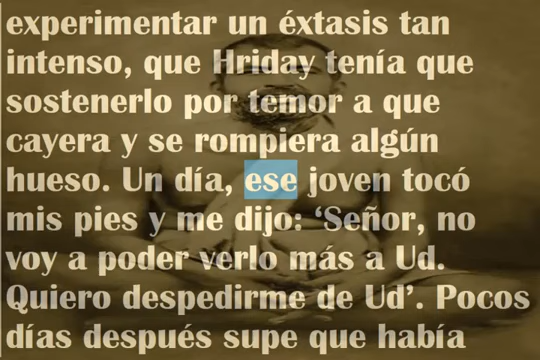 experimentar un éxtasis tan
intenso, que Hriday tenía que
sostenerlo por temor a que
cayera y se rompiera algún
hueso. Un día, ese joven tocó
mis pies y me dijo: ‘Señor, no
voy a poder verlo más a Ud.
Quiero despedirme de Ud’. Pocos
días después supe que había